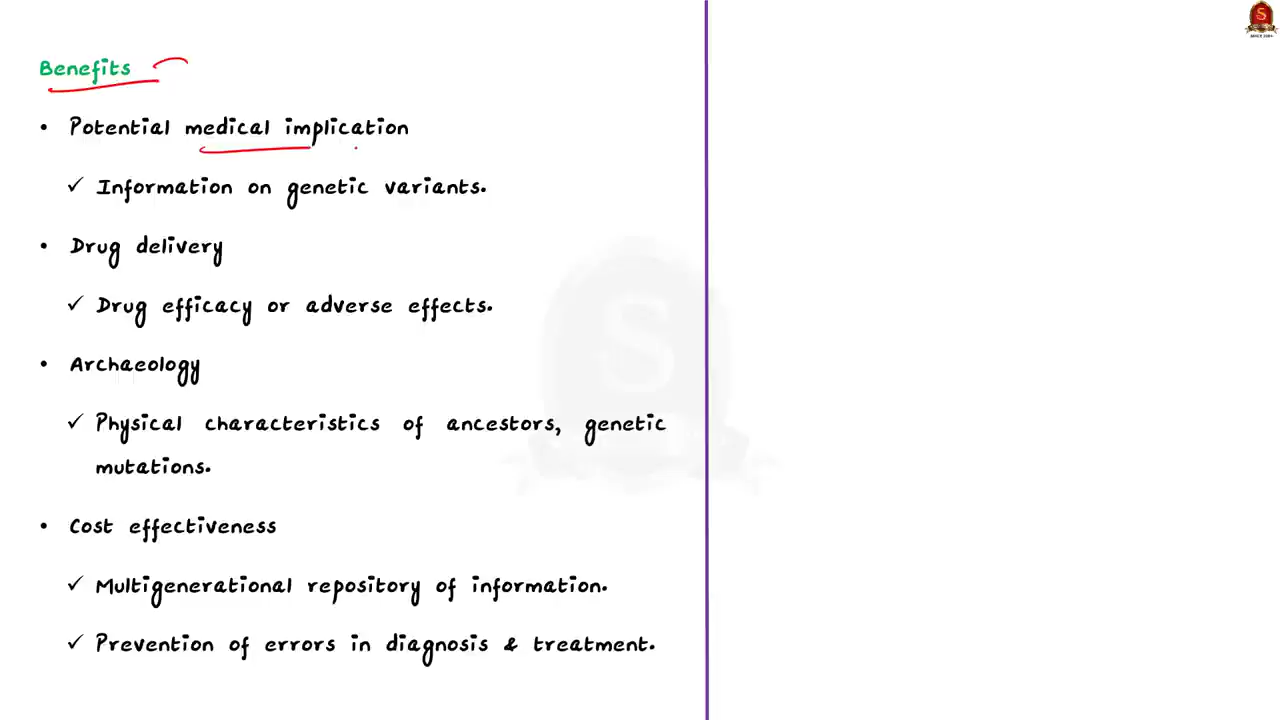 Benefits
• Potential medical implication
✓ Information on genetic variants.
• Drug delivery
✓ Drug efficacy or adverse effects.
• Archaeology
✓ Physical characteristics of ancestors, genetic
mutations.
• Cost effectiveness
✓ Multigenerational repository of information.
✓ Prevention of errors in diagnosis & treatment.